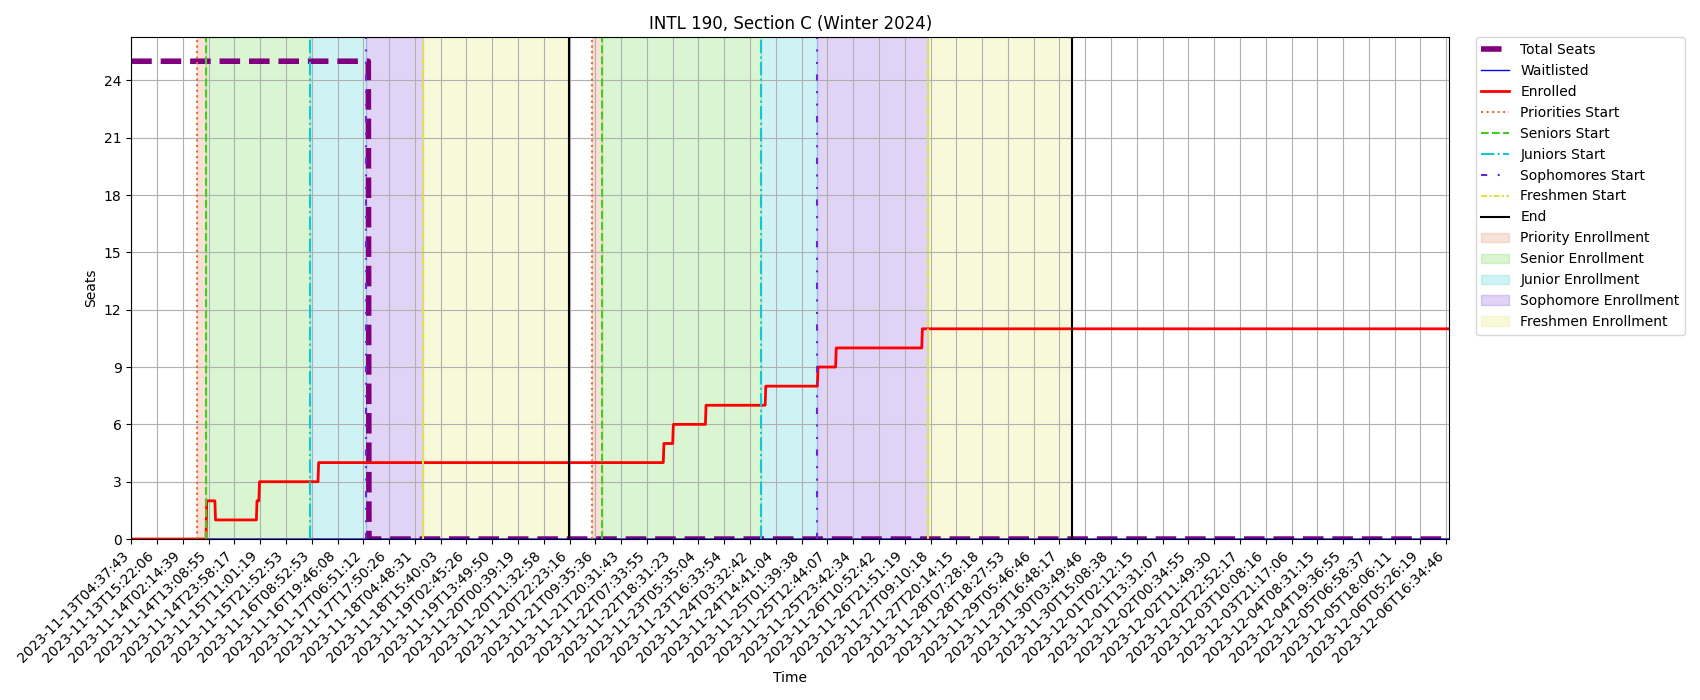 INTL 190, Section C (Winter 2024)
Seats
24
21
18
15
12
9
6
3
0
2023-11-13T04:37:43
2023-11-13T15:22:06
2023-11-14T02:14:39
2023-11-14T13:08:55
2023-11-14T23:58:17
2023-11-15T11:01:19
2023-11-15T21:52:53
2023-11-16T08:52:53
2023-11-16T19:46:08
2023-11-17T06:51:12
2023-11-17T17:50:26
2023-11-18T04:48:31
2023-11-18T15:40:03
2023-11-19T02:45:26
2023-11-19T13:49:50
2023-11-20T00:39:19
2023-11-20T11:32:58
2023-11-20T22:23:16
2023-11-21T09:35:36
2023-11-21T20:31:43
2023-11-22T07:33:55
2023-11-22T18:31:23
2023-11-23T05:35:04
2023-11-23T16:33:54
2023-11-24T03:32:42
2023-11-24T14:41:04
2023-11-25T01:39:38
2023-11-25T12:44:07
2023-11-25T23:42:34
2023-11-26T10:52:42
2023-11-26T21:51:19
2023-11-27T09:10:18
2023-11-27T20:14:15
2023-11-28T07:28:18
2023-11-28T18:27:53
2023-11-29T05:46:46
2023-11-29T16:48:17
2023-11-30T03:49:46
2023-11-30T15:08:38
2023-12-01T02:12:15
2023-12-01T13:31:07
2023-12-02T00:34:55
2023-12-02T11:49:30
2023-12-02T22:52:17
2023-12-03T10:08:16
2023-12-03T21:17:06
2023-12-04T08:31:15
2023-12-04T19:36:55
2023-12-05T06:58:37
2023-12-05T18:06:11
2023-12-06T05:26:19
2023-12-06T16:34:46
Time
Total Seats
Waitlisted
Enrolled
Priorities Start
Seniors Start
Juniors Start
Sophomores Start
Freshmen Start
End
Priority Enrollment
Senior Enrollment
Junior Enrollment
Sophomore Enrollment
Freshmen Enrollment